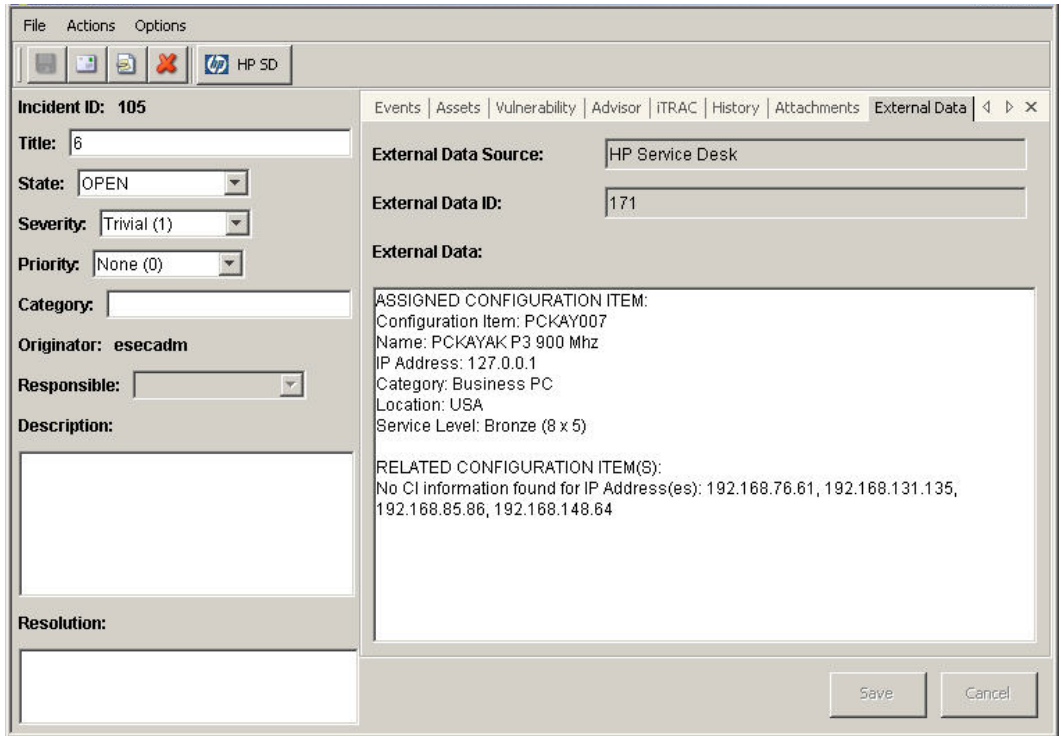 File Actions Options
hp HP SD
Incident ID: 105
Title: 6
State: OPEN
Severity: Trivial (1)
Priority: None (0)
Category:
Originator: esecadm
Responsible:
Description:
Resolution:
Events | Assets | Vulnerability | Advisor | iTRAC | History | Attachments External Data
External Data Source: HP Service Desk
External Data ID: 171
External Data:
ASSIGNED CONFIGURATION ITEM:
Configuration Item: PCKAY007
Name: PCKAYAK P3 900 Mhz
IP Address: 127.0.0.1
Category: Business PC
Location: USA
Service Level: Bronze (8 x 5)
RELATED CONFIGURATION ITEM(S):
No CI information found for IP Address(es): 192.168.76.61, 192.168.131.135,
192.168.85.86, 192.168.148.64
Save Cancel